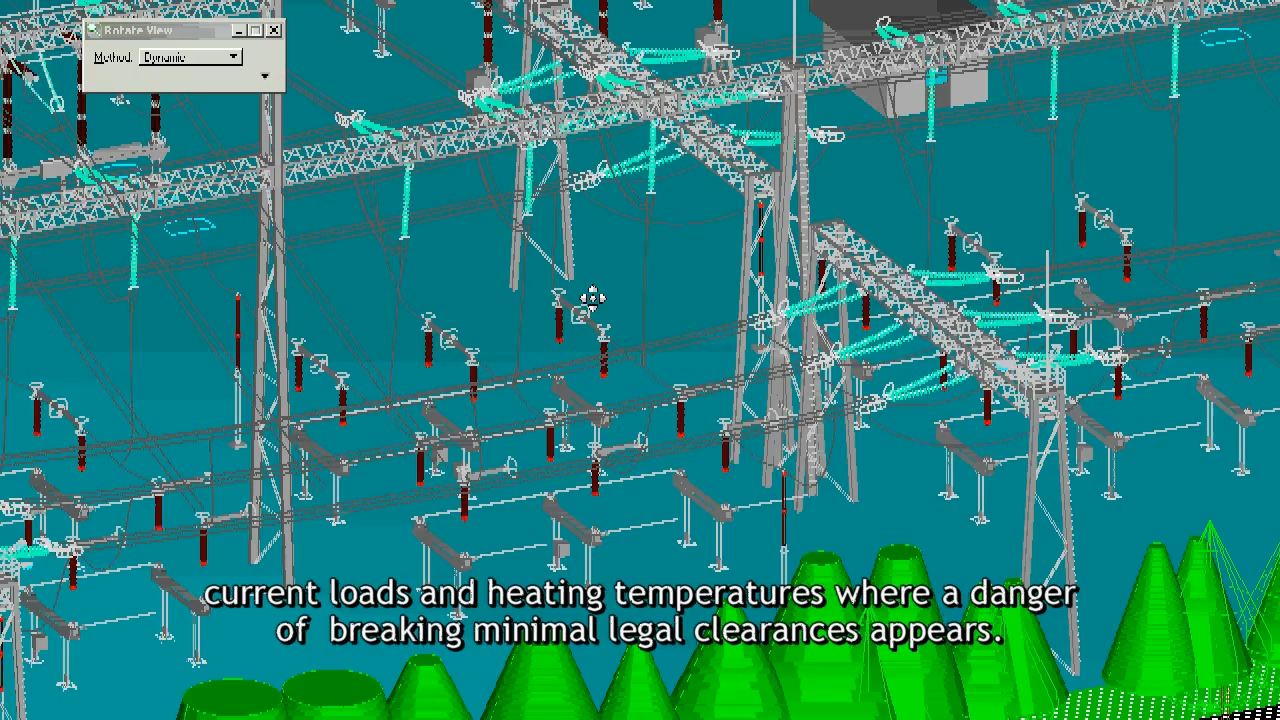 Rotate View
Method: Dynamic
current loads and heating temperatures where a danger
of breaking minimal legal clearances appears.